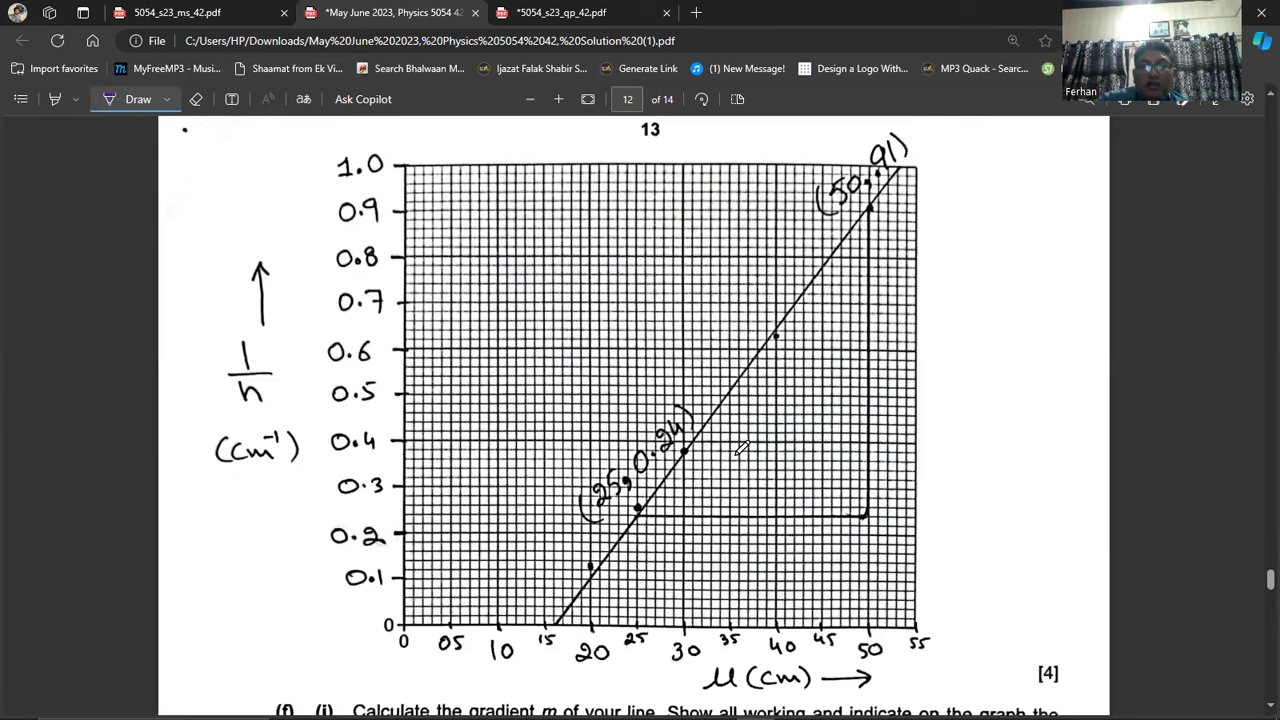 5054_s23_ms_42.pdf
*May June 2023, Physics 5054 42
*5054_s23_qp_42.pdf
File
C:/Users/HP/Downloads/May%20June%202023,%20Physics%205054%2042,%20Solution%20(1).pdf
Import favorites
MyFreeMP3 - Musi...
Shaamat from Ek Vi...
Search Bhalwaan M...
Ijazat Falak Shabir S...
Generate Link
(1) New Message!
Design a Logo With...
MP3 Quack - Searc...
Draw
Ask Copilot
12 of 14
Ferhan
13
1.0
0.9
0.8
0.7
0.6
0.5
0.4
0.3
0.2
0.1
0
1/h
(cm⁻¹)
(50, .91)
(25, 0.24)
0 05 10 15 20 25 30 35 40 45 50 55
u (cm) →
[4]
(f) (i) Calculate the gradient m of your line. Show all working and indicate on the graph the